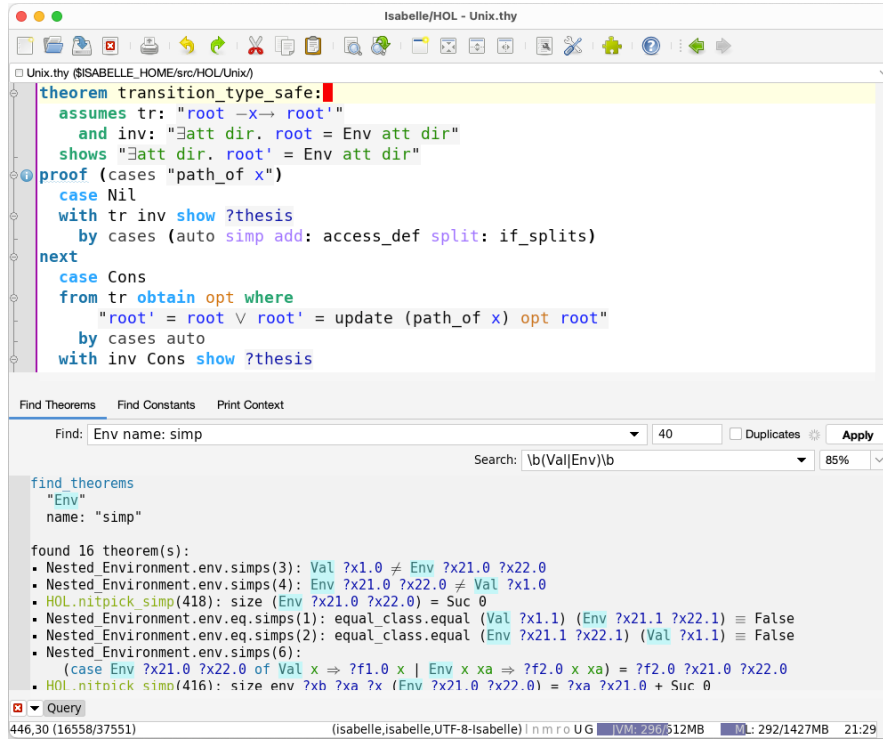 Isabelle/HOL - Unix.thy
Unix.thy ($ISABELLE_HOME/src/HOL/Unix/)
theorem transition_type_safe:
assumes tr: "root —x→ root'"
and inv: "∃att dir. root = Env att dir"
shows "∃att dir. root' = Env att dir"
proof (cases "path_of x")
case Nil
with tr inv show ?thesis
by cases (auto simp add: access_def split: if_splits)
next
case Cons
from tr obtain opt where
"root' = root ∨ root' = update (path_of x) opt root"
by cases auto
with inv Cons show ?thesis
Find Theorems Find Constants Print Context
Find: Env name: simp 40 Duplicates Apply
Search: \b(Val|Env)\b 85%
find_theorems
"Env"
name: "simp"
found 16 theorem(s):
▪ Nested_Environment.env.simps(3): Val ?x1.0 ≠ Env ?x21.0 ?x22.0
▪ Nested_Environment.env.simps(4): Env ?x21.0 ?x22.0 ≠ Val ?x1.0
▪ HOL.nitpick_simp(418): size (Env ?x21.0 ?x22.0) = Suc 0
▪ Nested_Environment.env.eq.simps(1): equal_class.equal (Val ?x1.1) (Env ?x21.1 ?x22.1) ≡ False
▪ Nested_Environment.env.eq.simps(2): equal_class.equal (Env ?x21.1 ?x22.1) (Val ?x1.1) ≡ False
▪ Nested_Environment.env.simps(6):
(case Env ?x21.0 ?x22.0 of Val x ⇒ ?f1.0 x | Env x xa ⇒ ?f2.0 x xa) = ?f2.0 ?x21.0 ?x22.0
▪ HOL.nitpick_simp(416): size_env ?xb ?xa ?x (Env ?x21.0 ?x22.0) = ?xa ?x21.0 + Suc 0
Query
446,30 (16558/37551) (isabelle,isabelle,UTF-8-Isabelle) l n m r o U G JVM: 296/512MB ML: 292/1427MB 21:29